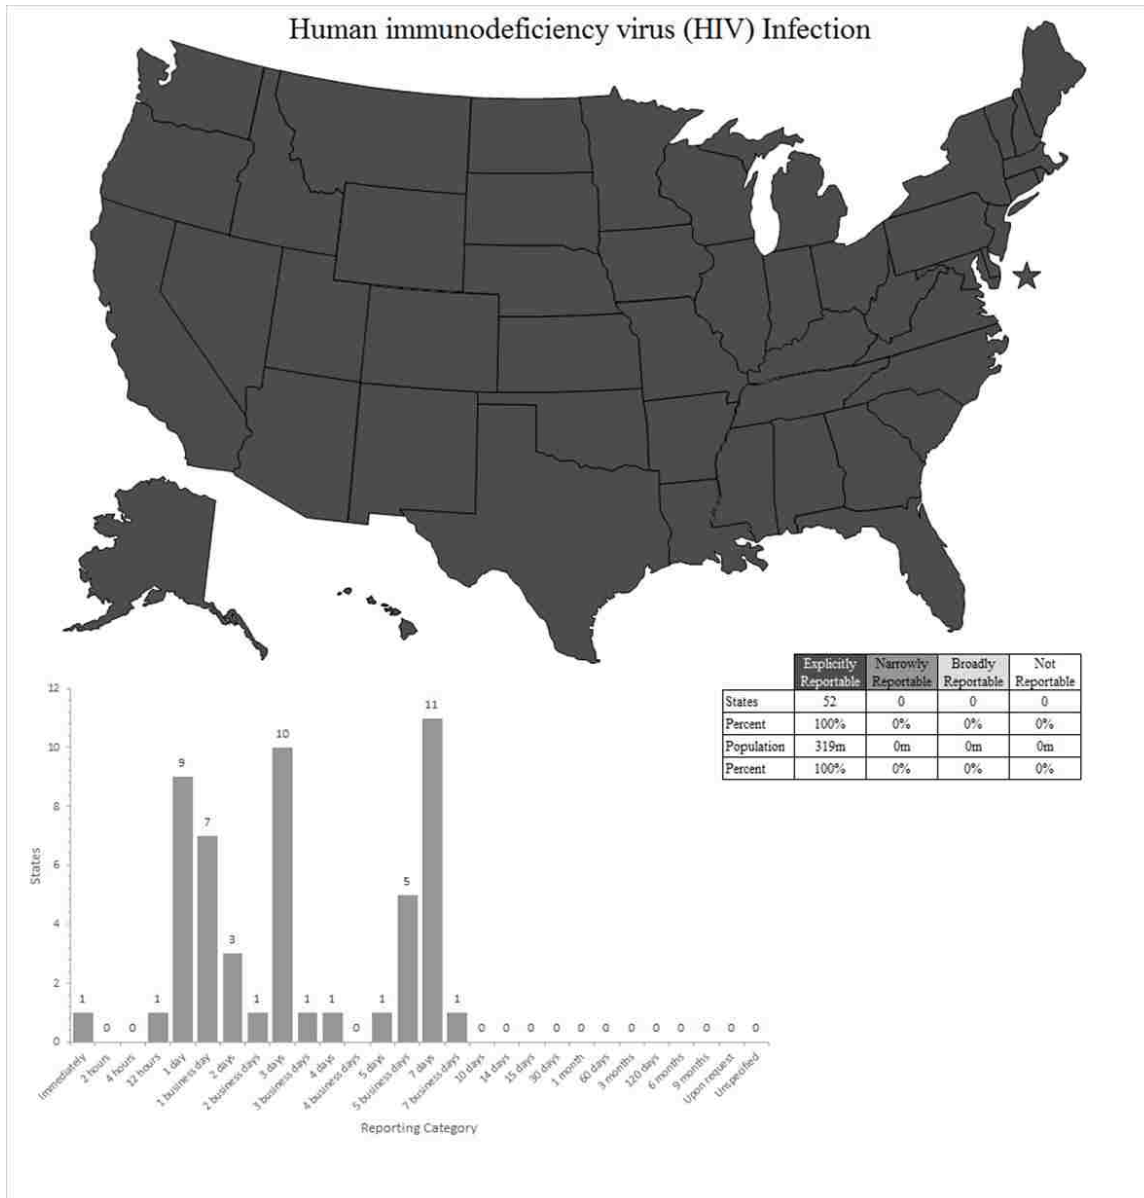 Human immunodeficiency virus (HIV) Infection
Explicitly Reportable Narrowly Reportable Broadly Reportable Not Reportable
States 52 0 0 0
Percent 100% 0% 0% 0%
Population 319m 0m 0m 0m
Percent 100% 0% 0% 0%
12
10
8
6
4
2
0
States
1 0 0 1 9 7 3 1 10 1 1 0 1 5 11 1 0 0 0 0 0 0 0 0 0 0 0 0
Immediately
2 hours
4 hours
12 hours
1 day
1 business day
2 days
2 business days
3 days
3 business days
4 days
4 business days
5 days
5 business days
7 days
7 business days
10 days
14 days
15 days
30 days
1 month
60 days
3 months
120 days
6 months
9 months
Upon request
Unspecified
Reporting Category